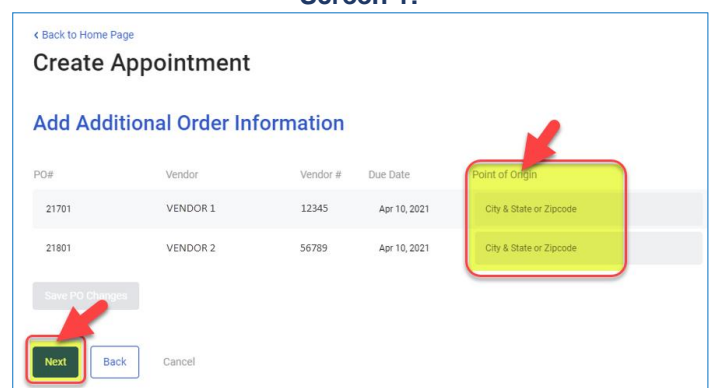 Screen 1:
< Back to Home Page
Create Appointment
Add Additional Order Information
PO# Vendor Vendor # Due Date Point of Origin
21701 VENDOR 1 12345 Apr 10, 2021 City & State or Zipcode
21801 VENDOR 2 56789 Apr 10, 2021 City & State or Zipcode
Save PO Changes
Next Back Cancel